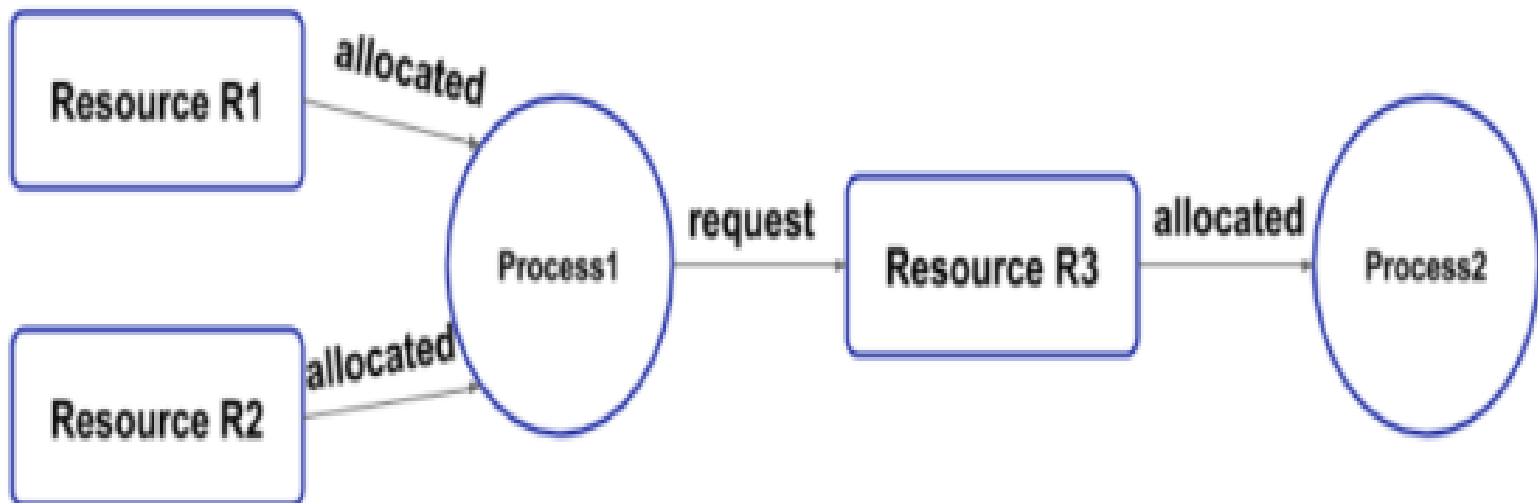 Resource R1
allocated
Process1
request
Resource R3
allocated
Process2
allocated
Resource R2